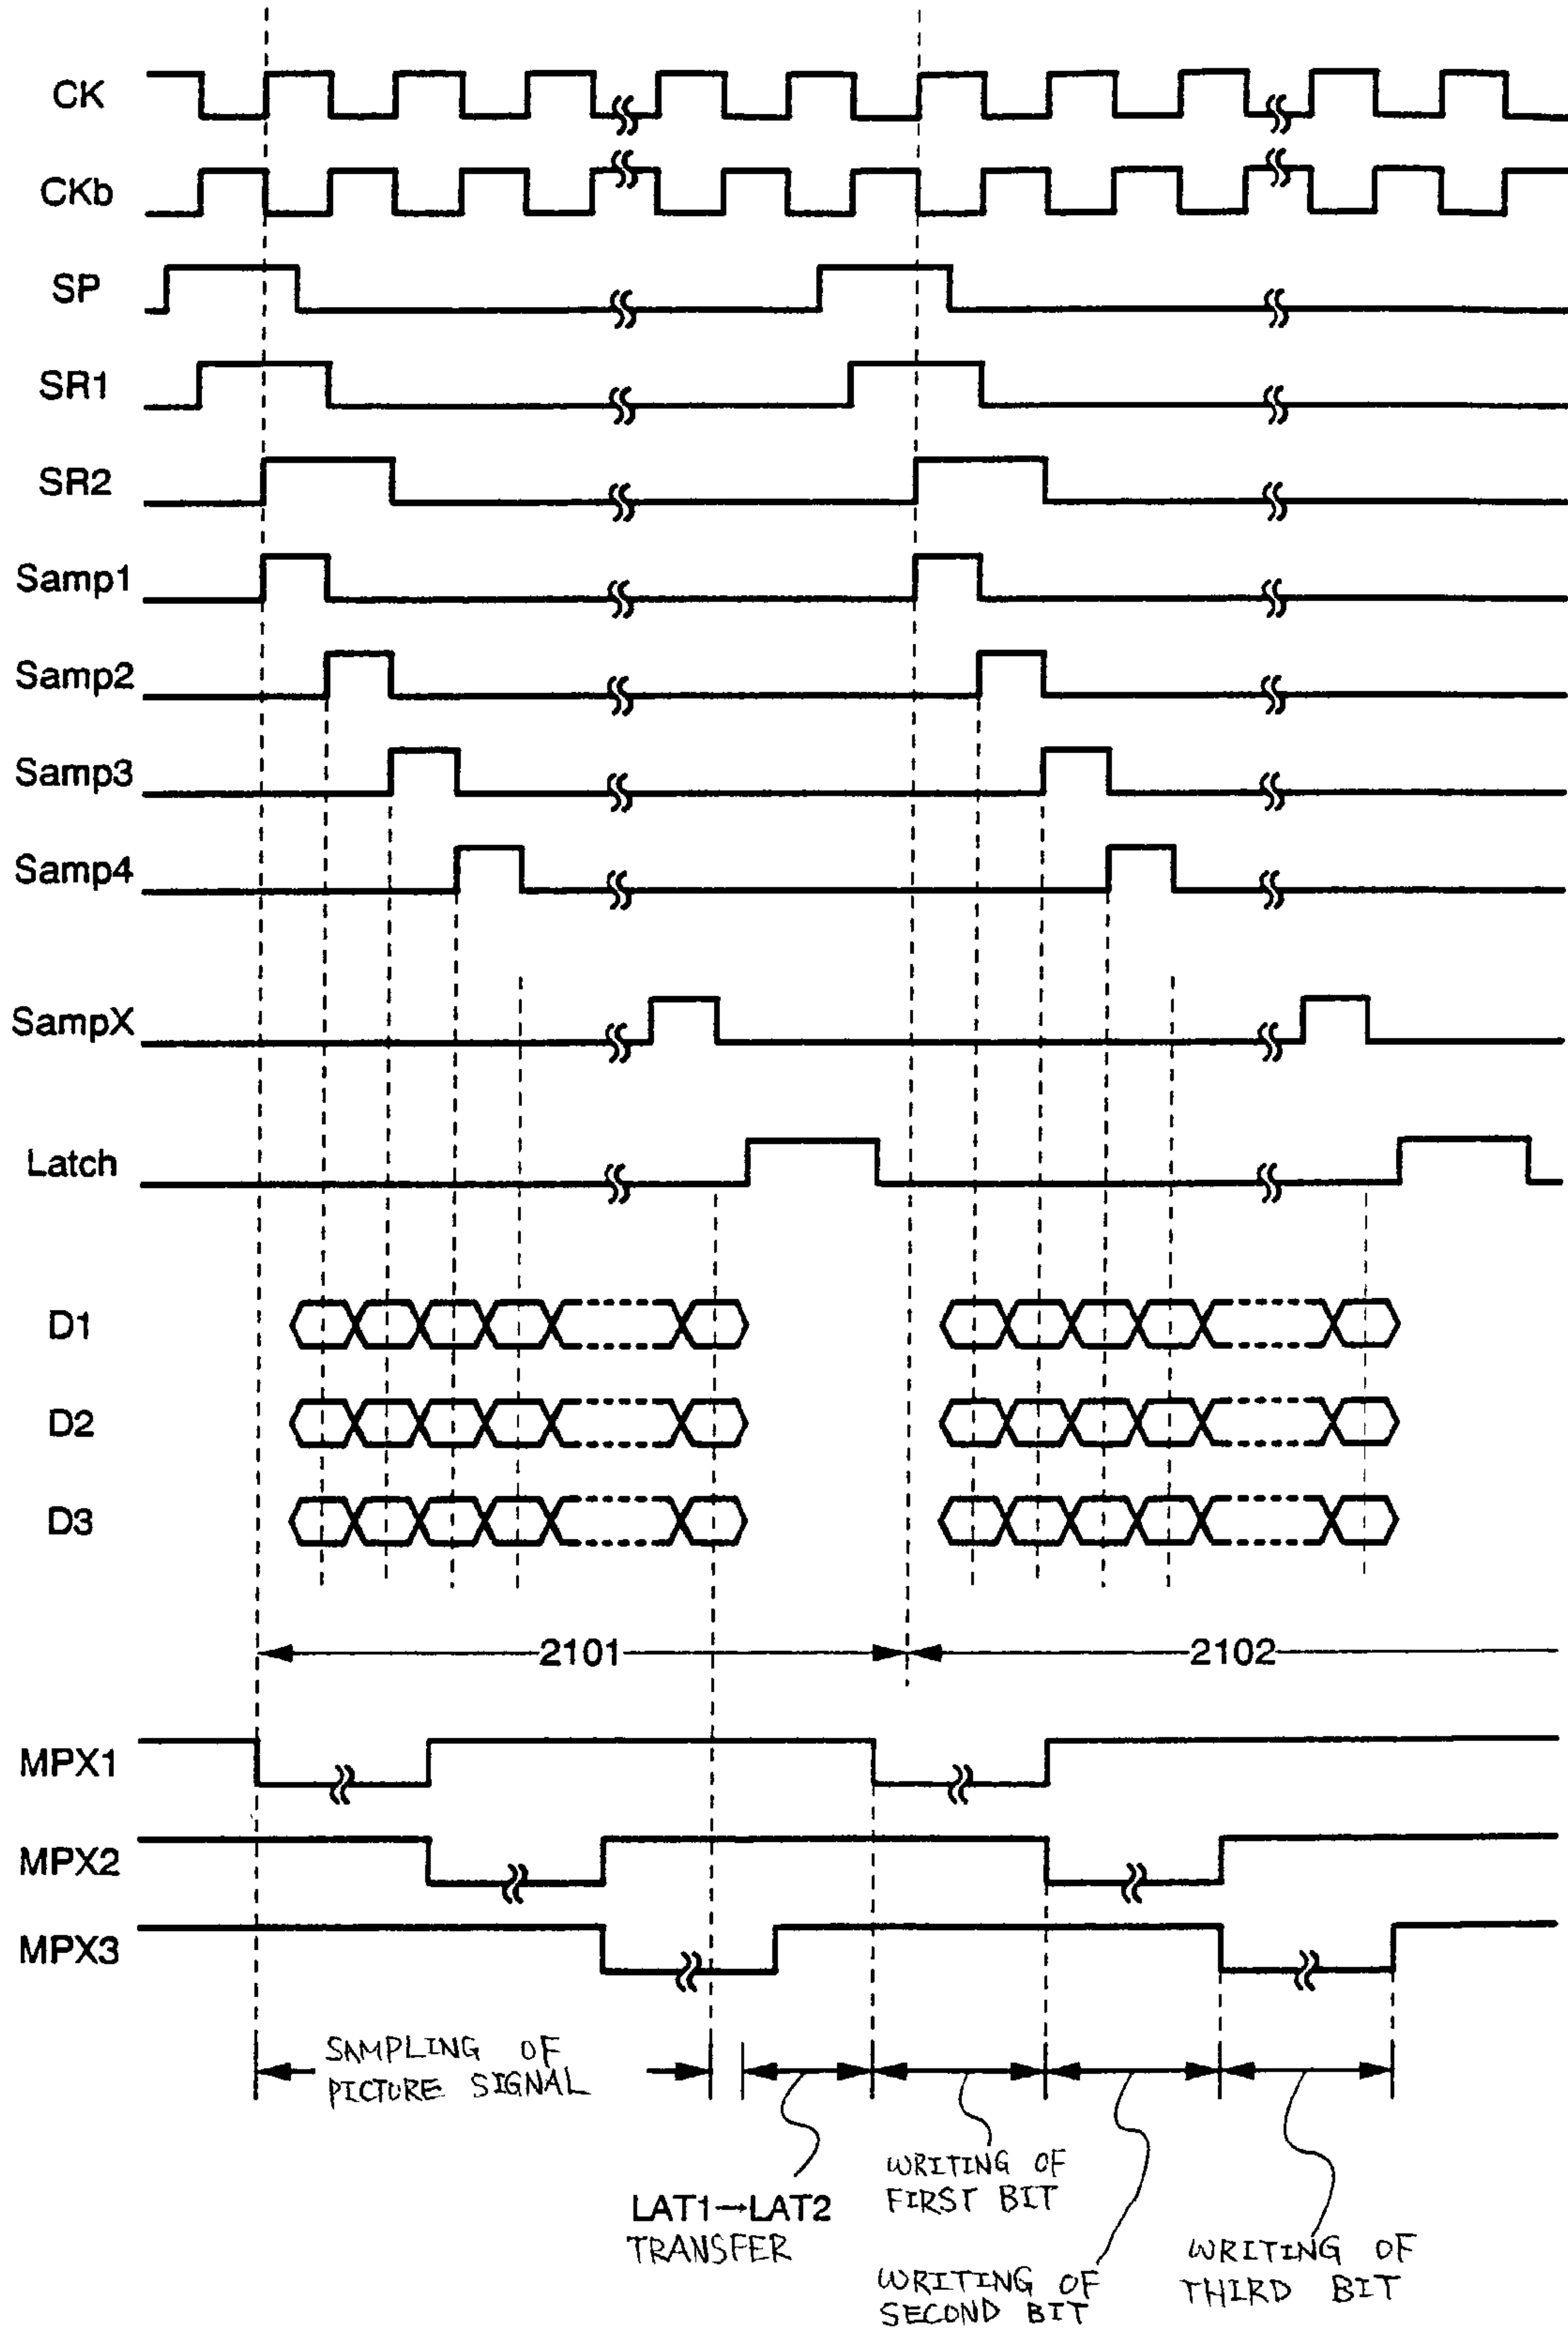 CK
CKb
SP
SR1
SR2
Samp1
Samp2
Samp3
Samp4
SampX
Latch
D1
D2
D3
2101
2102
MPX1
MPX2
MPX3
SAMPLING OF
PICTURE SIGNAL
LAT1→LAT2
TRANSFER
WRITING OF
FIRST BIT
WRITING OF
SECOND BIT
WRITING OF
THIRD BIT